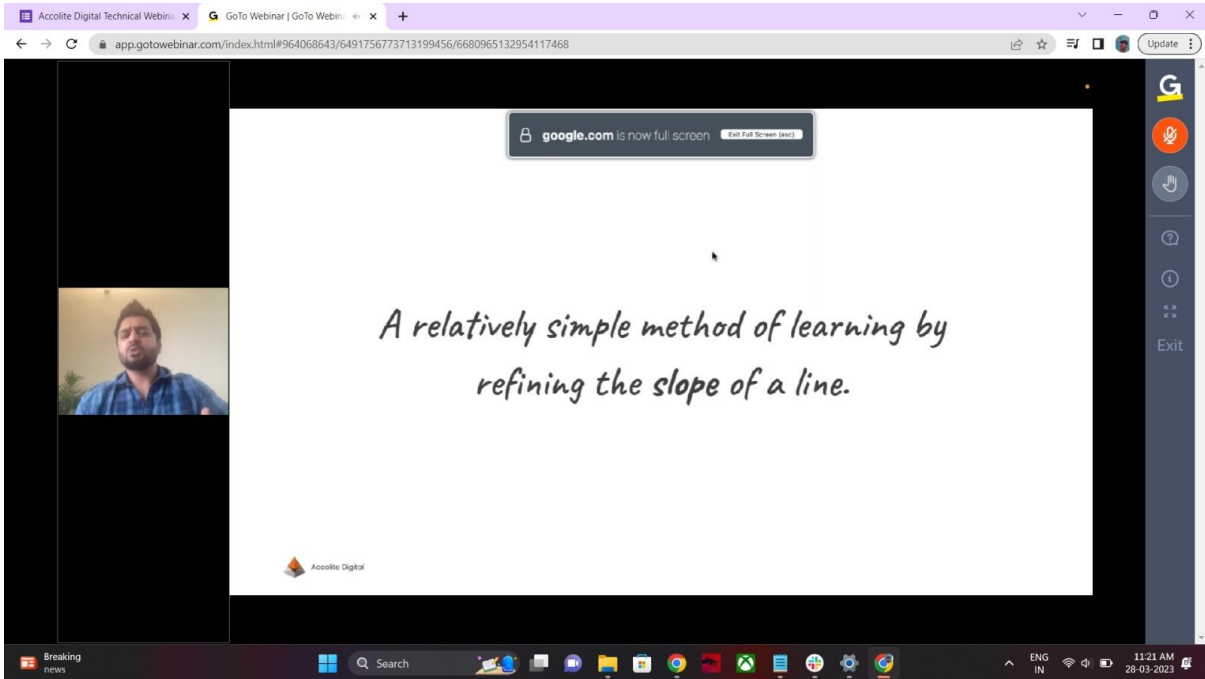 Accolite Digital Technical Webina
GoTo Webinar | GoTo Webin
app.gotowebinar.com/index.html#964068643/6491756773713199456/6680965132954117468
Update
google.com is now full screen
Exit Full Screen (esc)
A relatively simple method of learning by
refining the slope of a line.
Accolite Digital
G
Exit
Breaking
news
Search
ENG
IN
11:21 AM
28-03-2023